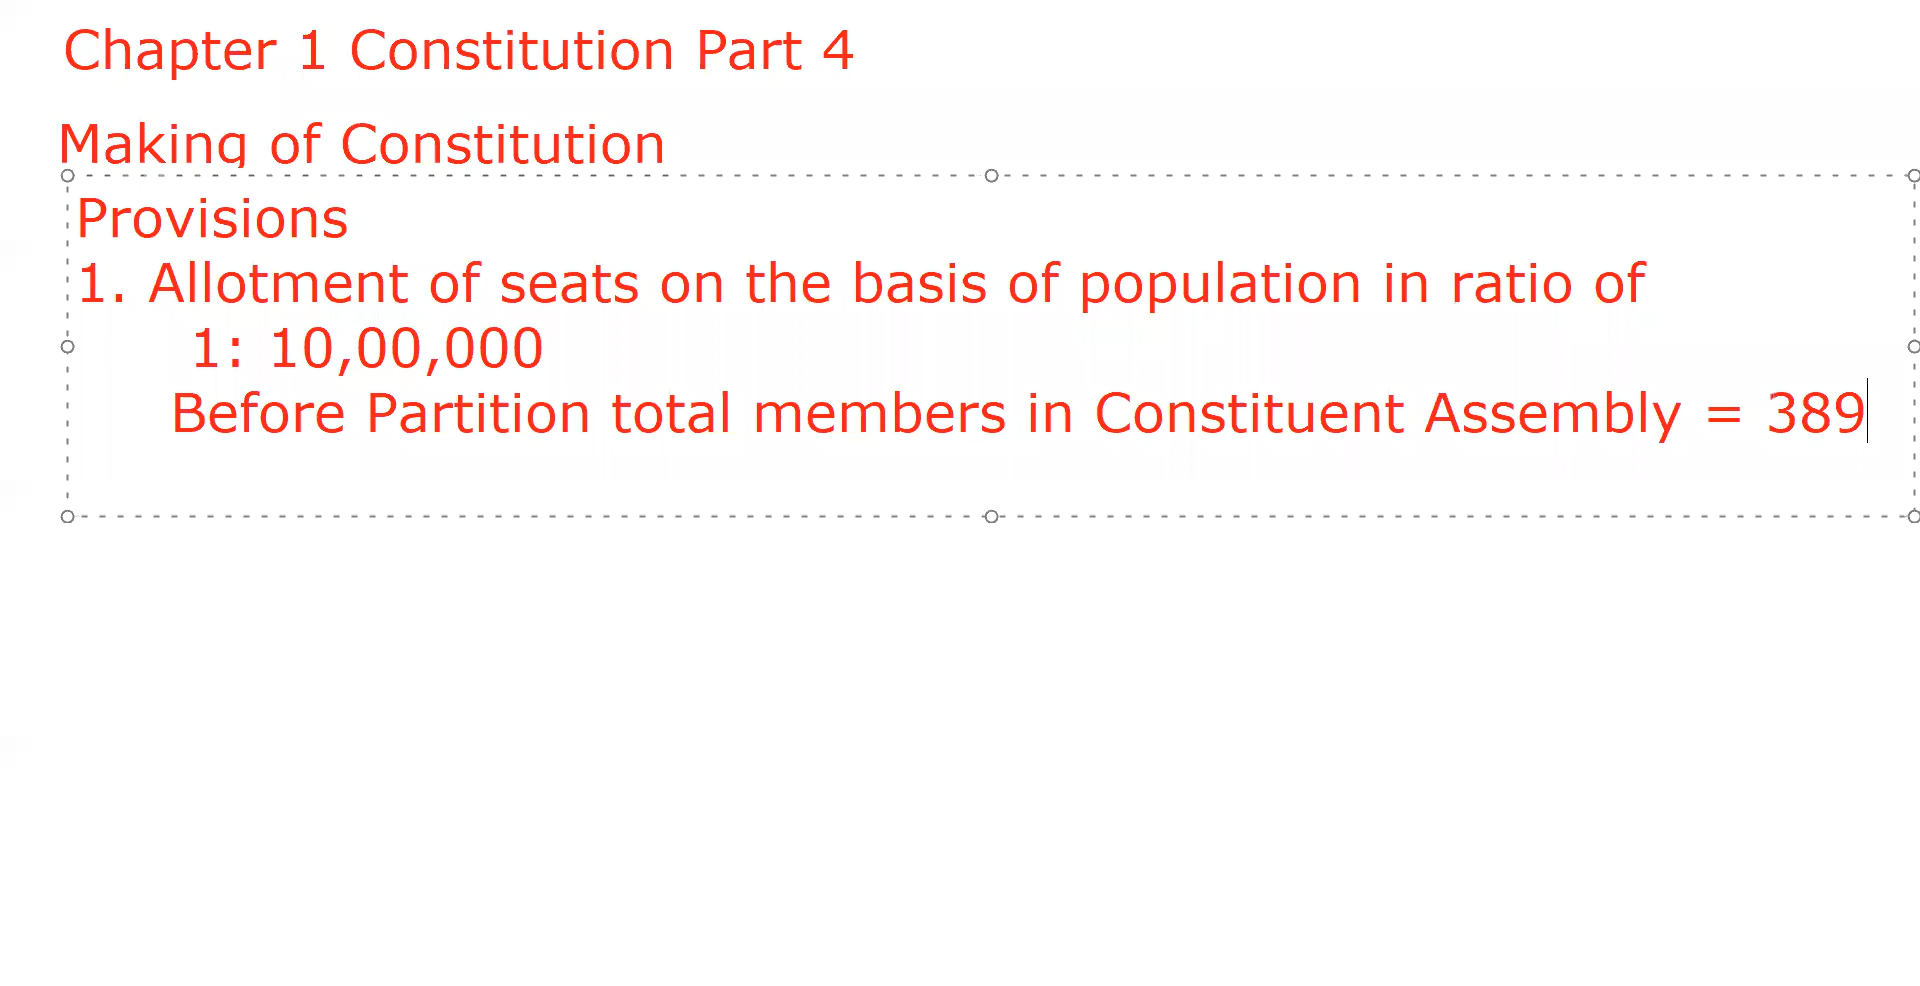 Chapter 1 Constitution Part 4
Making of Constitution
Provisions
1. Allotment of seats on the basis of population in ratio of
1: 10,00,000
Before Partition total members in Constituent Assembly = 389